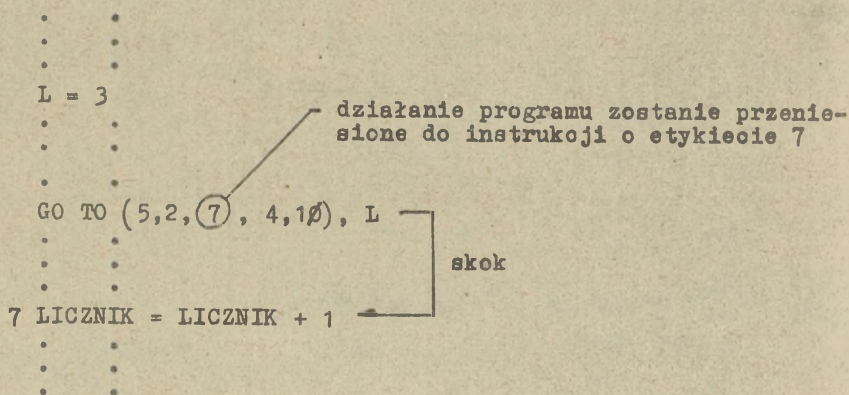 L = 3
działanie programu zostanie przenie-
sione do instrukcji o etykiecie 7
GO TO (5,2,7, 4,1Ø), L
skok
7 LICZNIK = LICZNIK + 1